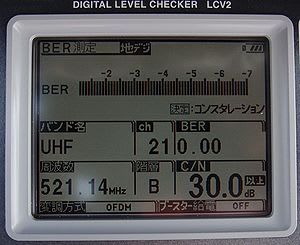 DIGITAL LEVEL CHECKER LCV2
BER測定 地デジ
-2 -3 -4 -5 -6 -7
BER
決定:コンスタレーション
バンド名 ch BER
UHF 21 0.00
周波数 階層 C/N 以上
521.14MHz B 30.0dB
変調方式 OFDM ブースター給電 OFF